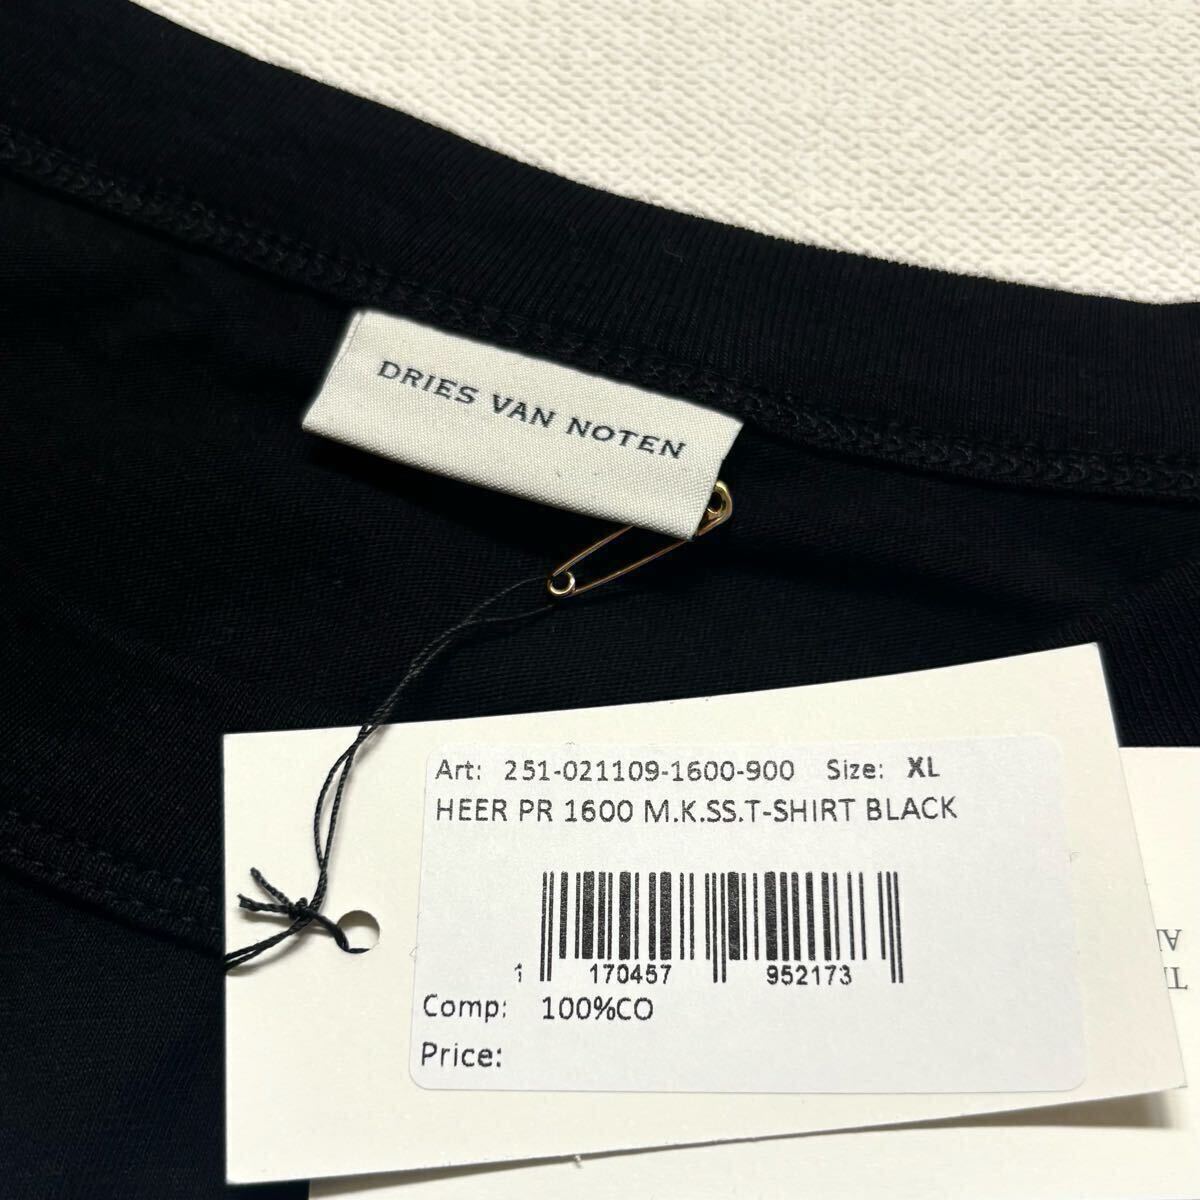 DRIES VAN NOTEN
Art: 251-021109-1600-900 Size: XL
HEER PR 1600 M.K.SS.T-SHIRT BLACK
1 170457 952173
Comp: 100%CO
Price: